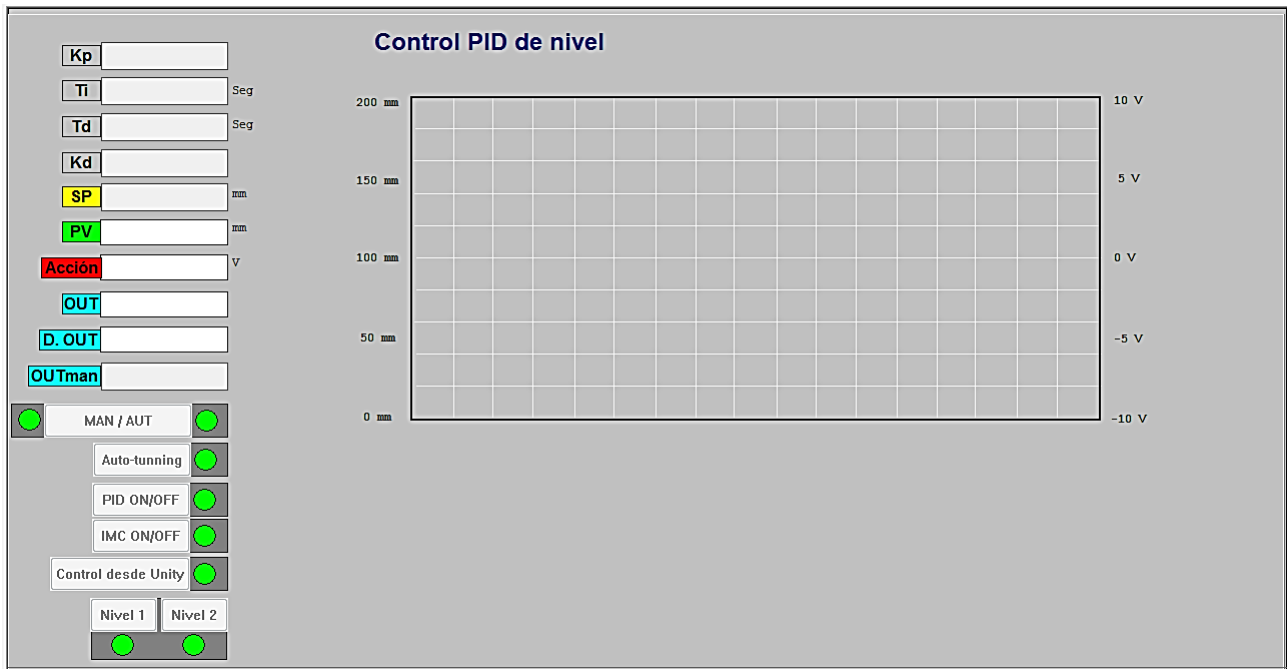 Control PID de nivel
Kp
Ti Seg
Td Seg
Kd
SP mm
PV mm
Acción V
OUT
D. OUT
OUTman
MAN / AUT
Auto-tunning
PID ON/OFF
IMC ON/OFF
Control desde Unity
Nivel 1 Nivel 2
200 mm 10 V
150 mm 5 V
100 mm 0 V
50 mm -5 V
0 mm -10 V